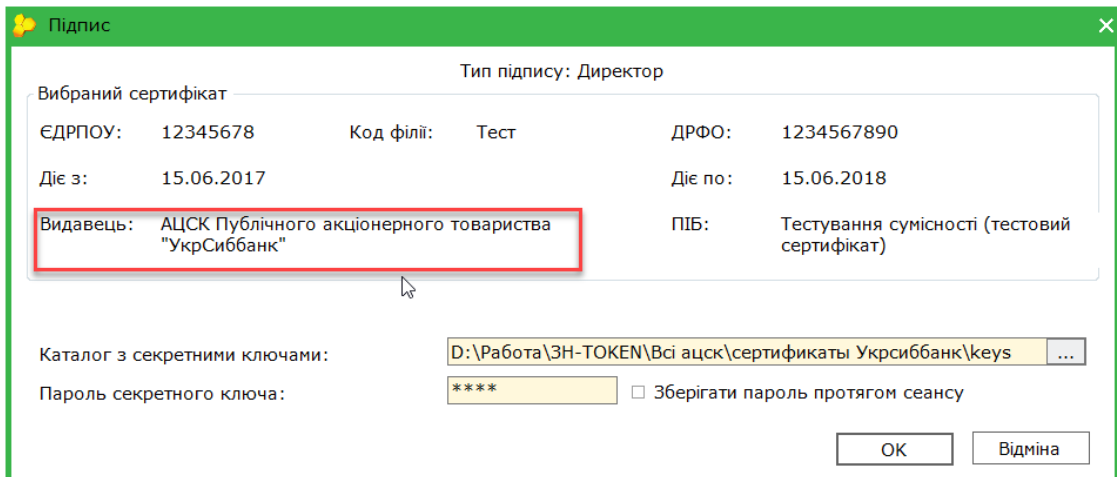 Підпис
Тип підпису: Директор
Вибраний сертифікат
ЄДРПОУ: 12345678 Код філії: Тест ДРФО: 1234567890
Діє з: 15.06.2017 Діє по: 15.06.2018
Видавець: АЦСК Публічного акціонерного товариства "УкрСиббанк" ПІБ: Тестування сумісності (тестовий сертифікат)
Каталог з секретними ключами: D:\Работа\ЗН-TOKEN\Всі ацск\сертификаты Укрсиббанк\keys ...
Пароль секретного ключа: **** Зберігати пароль протягом сеансу
OK Відміна